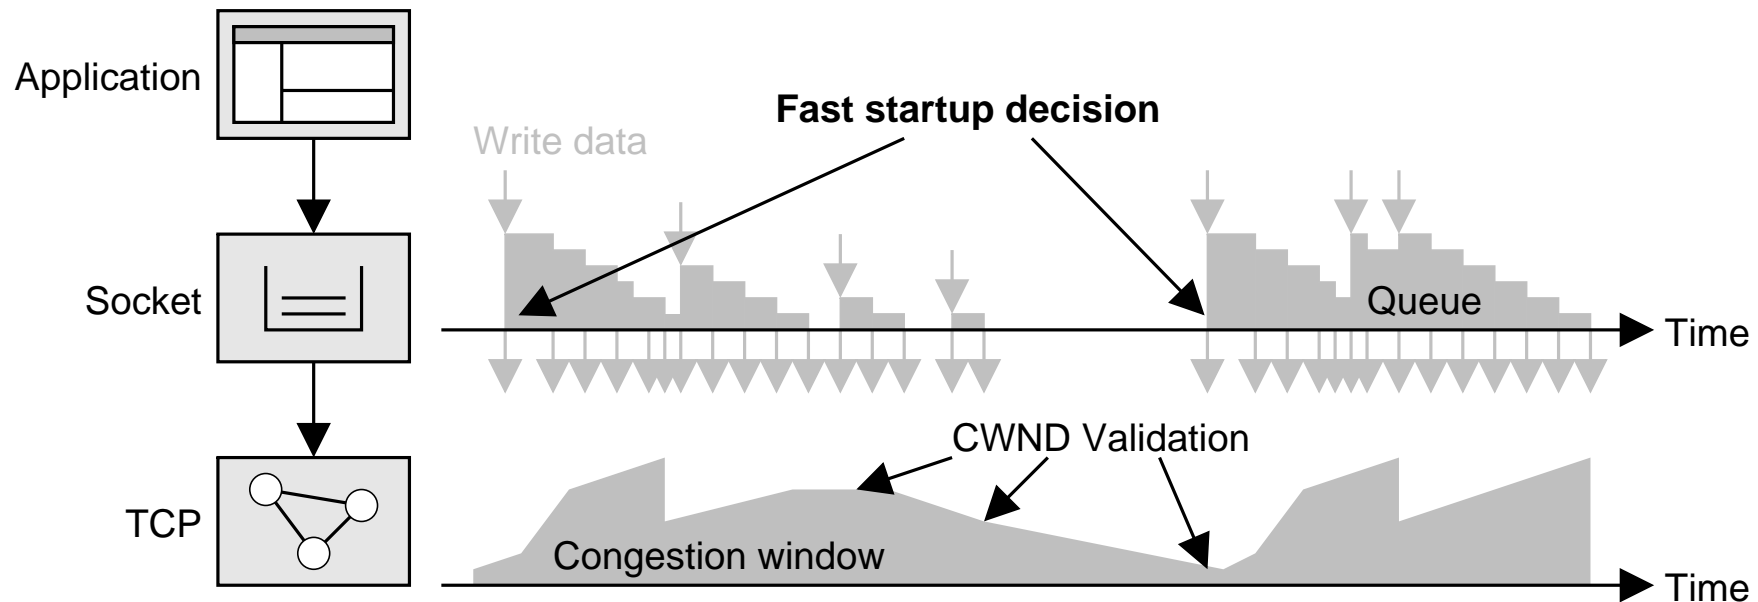 Application
Fast startup decision
Write data
Socket
Queue
Time
CWND Validation
TCP
Congestion window
Time